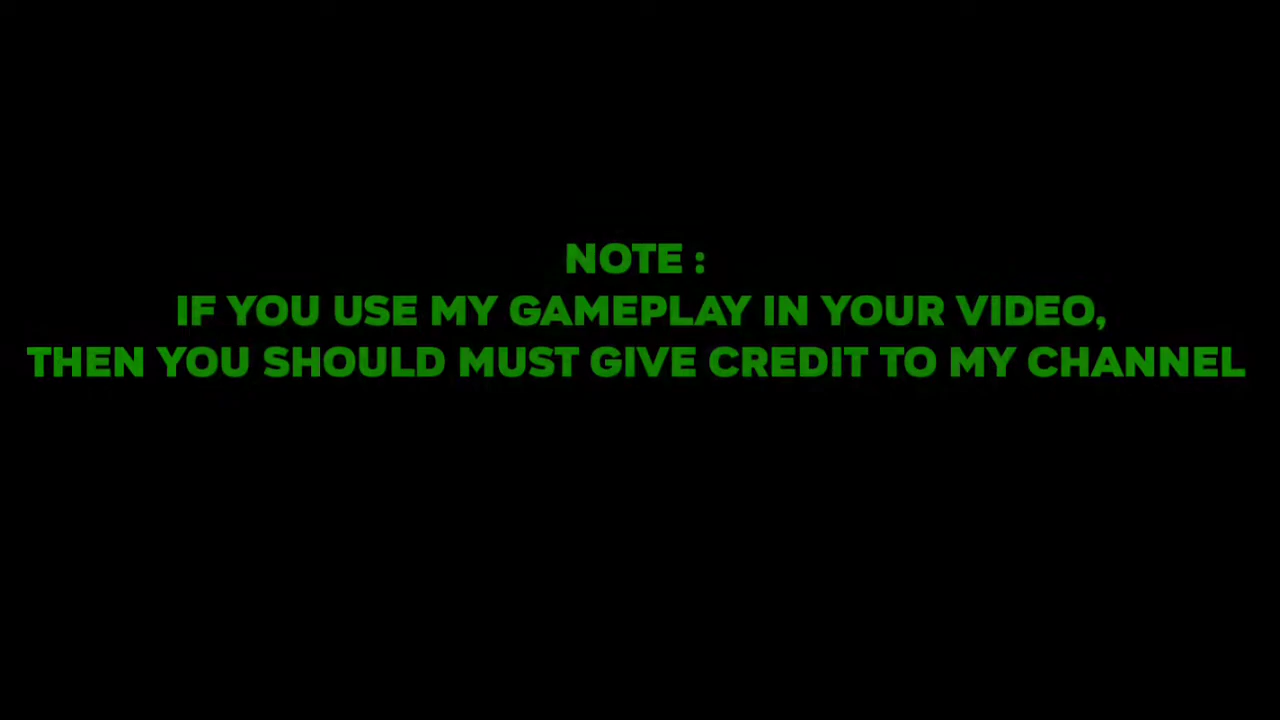 NOTE :
IF YOU USE MY GAMEPLAY IN YOUR VIDEO,
THEN YOU SHOULD MUST GIVE CREDIT TO MY CHANNEL